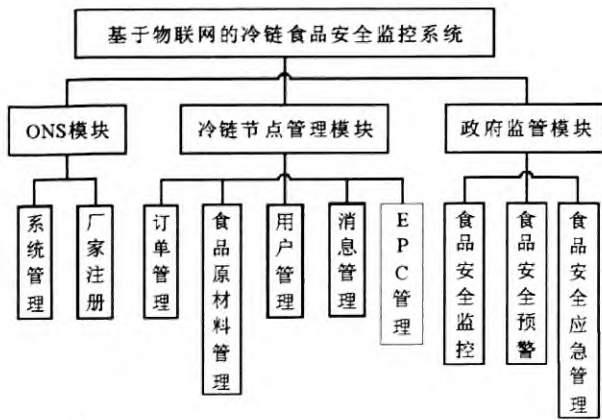 基于物联网的冷链食品安全监控系统
ONS模块
冷链节点管理模块
政府监管模块
系统管理
厂家注册
订单管理
食品原材料管理
用户管理
消息管理
EPC管理
食品安全监控
食品安全预警
食品安全应急管理